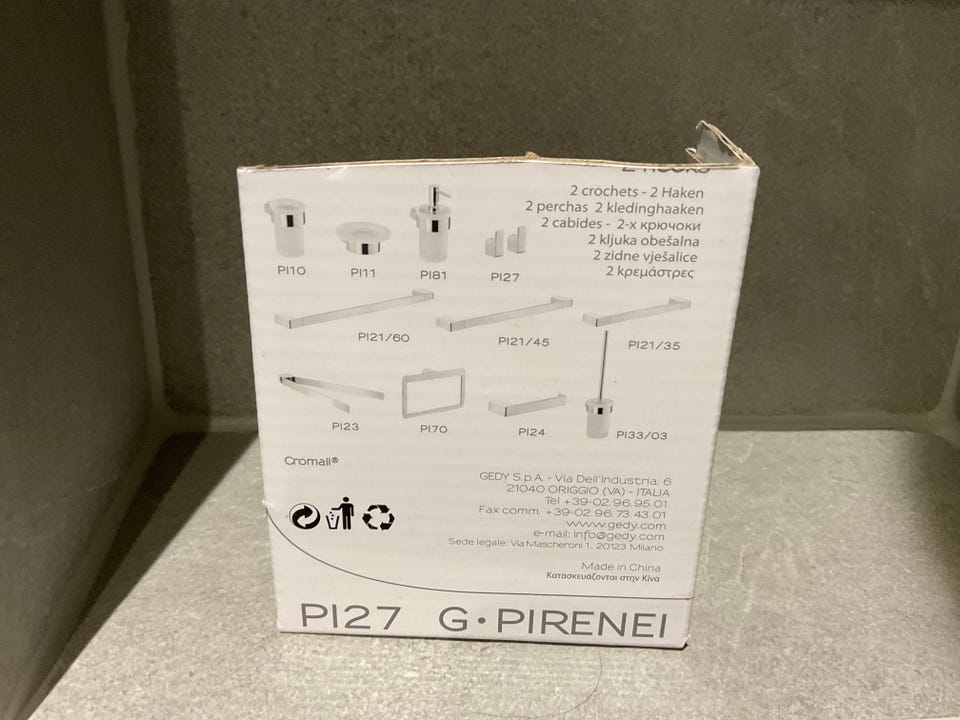 2 hooks
2 crochets - 2 Haken
2 perchas 2 kledinghaaken
2 cabides - 2-х крючоки
2 kljuka obešalna
2 zidne vješalice
2 κρεμάστρες
PI10 PI11 PI81 PI27
PI21/60 PI21/45 PI21/35
PI23 PI70 PI24 PI33/03
Cromall®
GEDY S.p.A. - Via Dell'Industria, 6
21040 ORIGGIO (VA) - ITALIA
Tel +39-02.96.95.01
Fax comm. +39-02.96.73.43.01
www.gedy.com
e-mail: info@gedy.com
Sede legale: Via Mascheroni 1, 20123 Milano
Made in China
Κατασκευάζονται στην Κίνα
PI27 G•PIRENEI